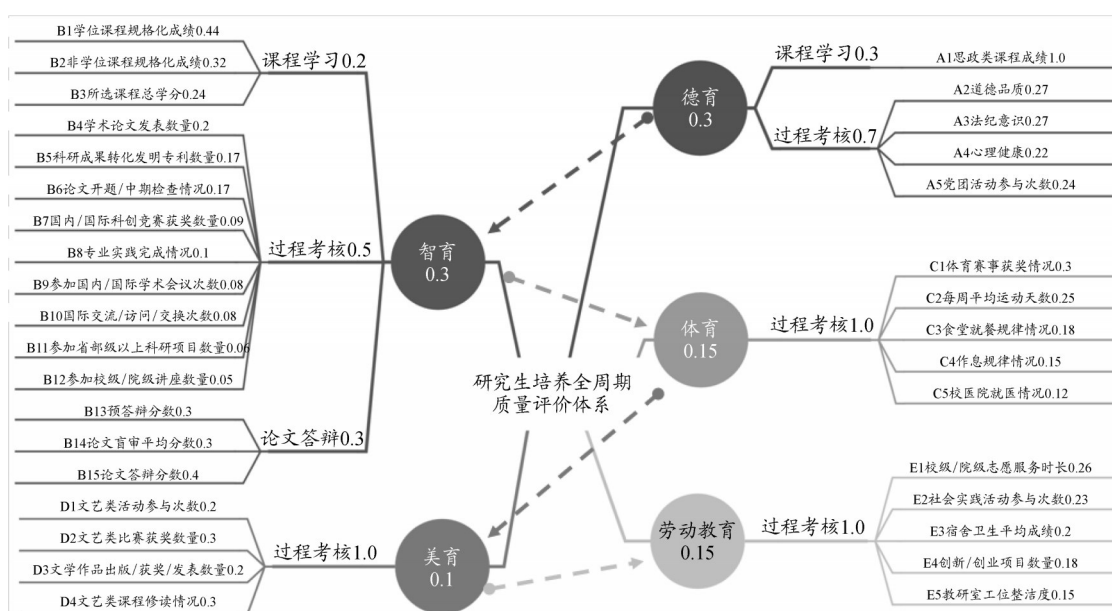 B1学位课程规格化成绩0.44
B2非学位课程规格化成绩0.32
B3所选课程总学分0.24
课程学习0.2
B4学术论文发表数量0.2
B5科研成果转化发明专利数量0.17
B6论文开题/中期检查情况0.17
B7国内/国际科创竞赛获奖数量0.09
B8专业实践完成情况0.1
B9参加国内/国际学术会议次数0.08
B10国际交流/访问/交换次数0.08
B11参加省部级以上科研项目数量0.06
B12参加校级/院级讲座数量0.05
过程考核0.5
B13预答辩分数0.3
B14论文盲审平均分数0.3
B15论文答辩分数0.4
论文答辩0.3
智育
0.3
D1文艺类活动参与次数0.2
D2文艺类比赛获奖数量0.3
D3文学作品出版/获奖/发表数量0.2
D4文艺类课程修读情况0.3
过程考核1.0
美育
0.1
研究生培养全周期
质量评价体系
德育
0.3
课程学习0.3
A1思政类课程成绩1.0
过程考核0.7
A2道德品质0.27
A3法纪意识0.27
A4心理健康0.22
A5党团活动参与次数0.24
体育
0.15
过程考核1.0
C1体育赛事获奖情况0.3
C2每周平均运动天数0.25
C3食堂就餐规律情况0.18
C4作息规律情况0.15
C5校医院就医情况0.12
劳动教育
0.15
过程考核1.0
E1校级/院级志愿服务时长0.26
E2社会实践活动参与次数0.23
E3宿舍卫生平均成绩0.2
E4创新/创业项目数量0.18
E5教研室工位整洁度0.15